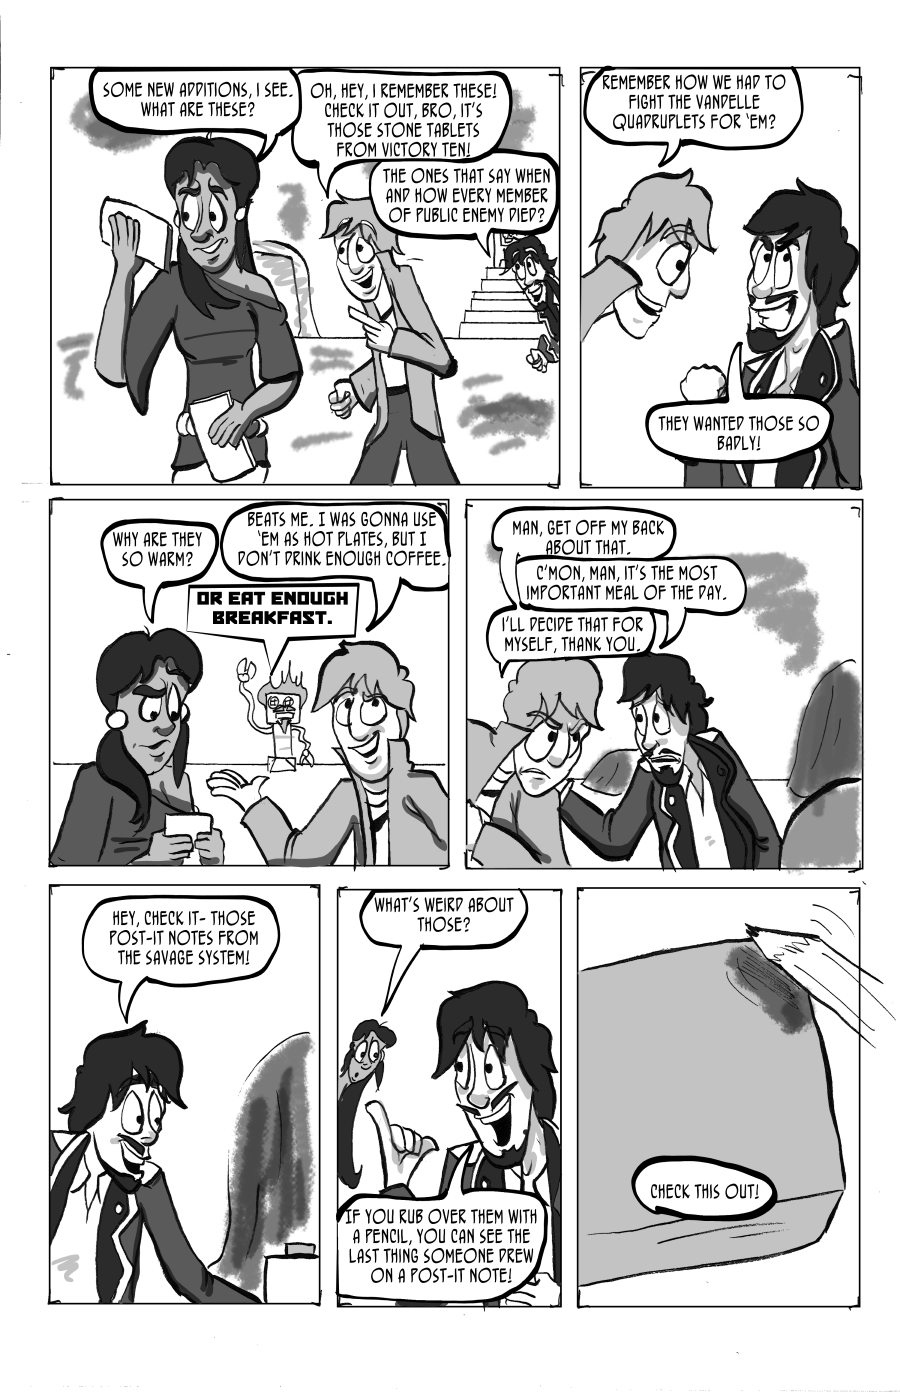 SOME NEW ADDITIONS, I SEE.
WHAT ARE THESE?
OH, HEY, I REMEMBER THESE!
CHECK IT OUT, BRO, IT'S
THOSE STONE TABLETS
FROM VICTORY TEN!
THE ONES THAT SAY WHEN
AND HOW EVERY MEMBER
OF PUBLIC ENEMY DIED?
REMEMBER HOW WE HAD TO
FIGHT THE VANDELLE
QUADRUPLETS FOR 'EM?
THEY WANTED THOSE SO
BADLY!
WHY ARE THEY
SO WARM?
BEATS ME. I WAS GONNA USE
'EM AS HOT PLATES, BUT I
DON'T DRINK ENOUGH COFFEE.
OR EAT ENOUGH
BREAKFAST.
MAN, GET OFF MY BACK
ABOUT THAT.
C'MON, MAN, IT'S THE MOST
IMPORTANT MEAL OF THE DAY.
I'LL DECIDE THAT FOR
MYSELF, THANK YOU.
HEY, CHECK IT- THOSE
POST-IT NOTES FROM
THE SAVAGE SYSTEM!
WHAT'S WEIRD ABOUT
THOSE?
IF YOU RUB OVER THEM WITH
A PENCIL, YOU CAN SEE THE
LAST THING SOMEONE DREW
ON A POST-IT NOTE!
CHECK THIS OUT!